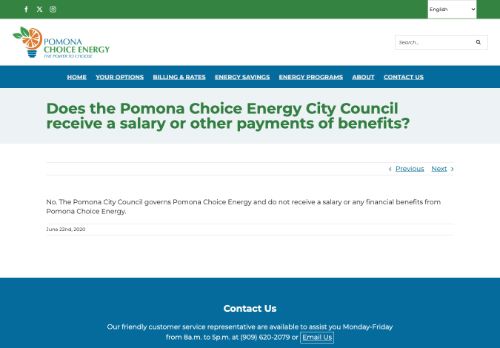 English
POMONA
CHOICE ENERGY
THE POWER TO CHOOSE
Search...
HOME YOUR OPTIONS BILLING & RATES ENERGY SAVINGS ENERGY PROGRAMS ABOUT CONTACT US
Does the Pomona Choice Energy City Council
receive a salary or other payments of benefits?
Previous Next
No. The Pomona City Council governs Pomona Choice Energy and do not receive a salary or any financial benefits from
Pomona Choice Energy.
June 22nd, 2020
Contact Us
Our friendly customer service representative are available to assist you Monday-Friday
from 8a.m. to 5p.m. at (909) 620-2079 or Email Us